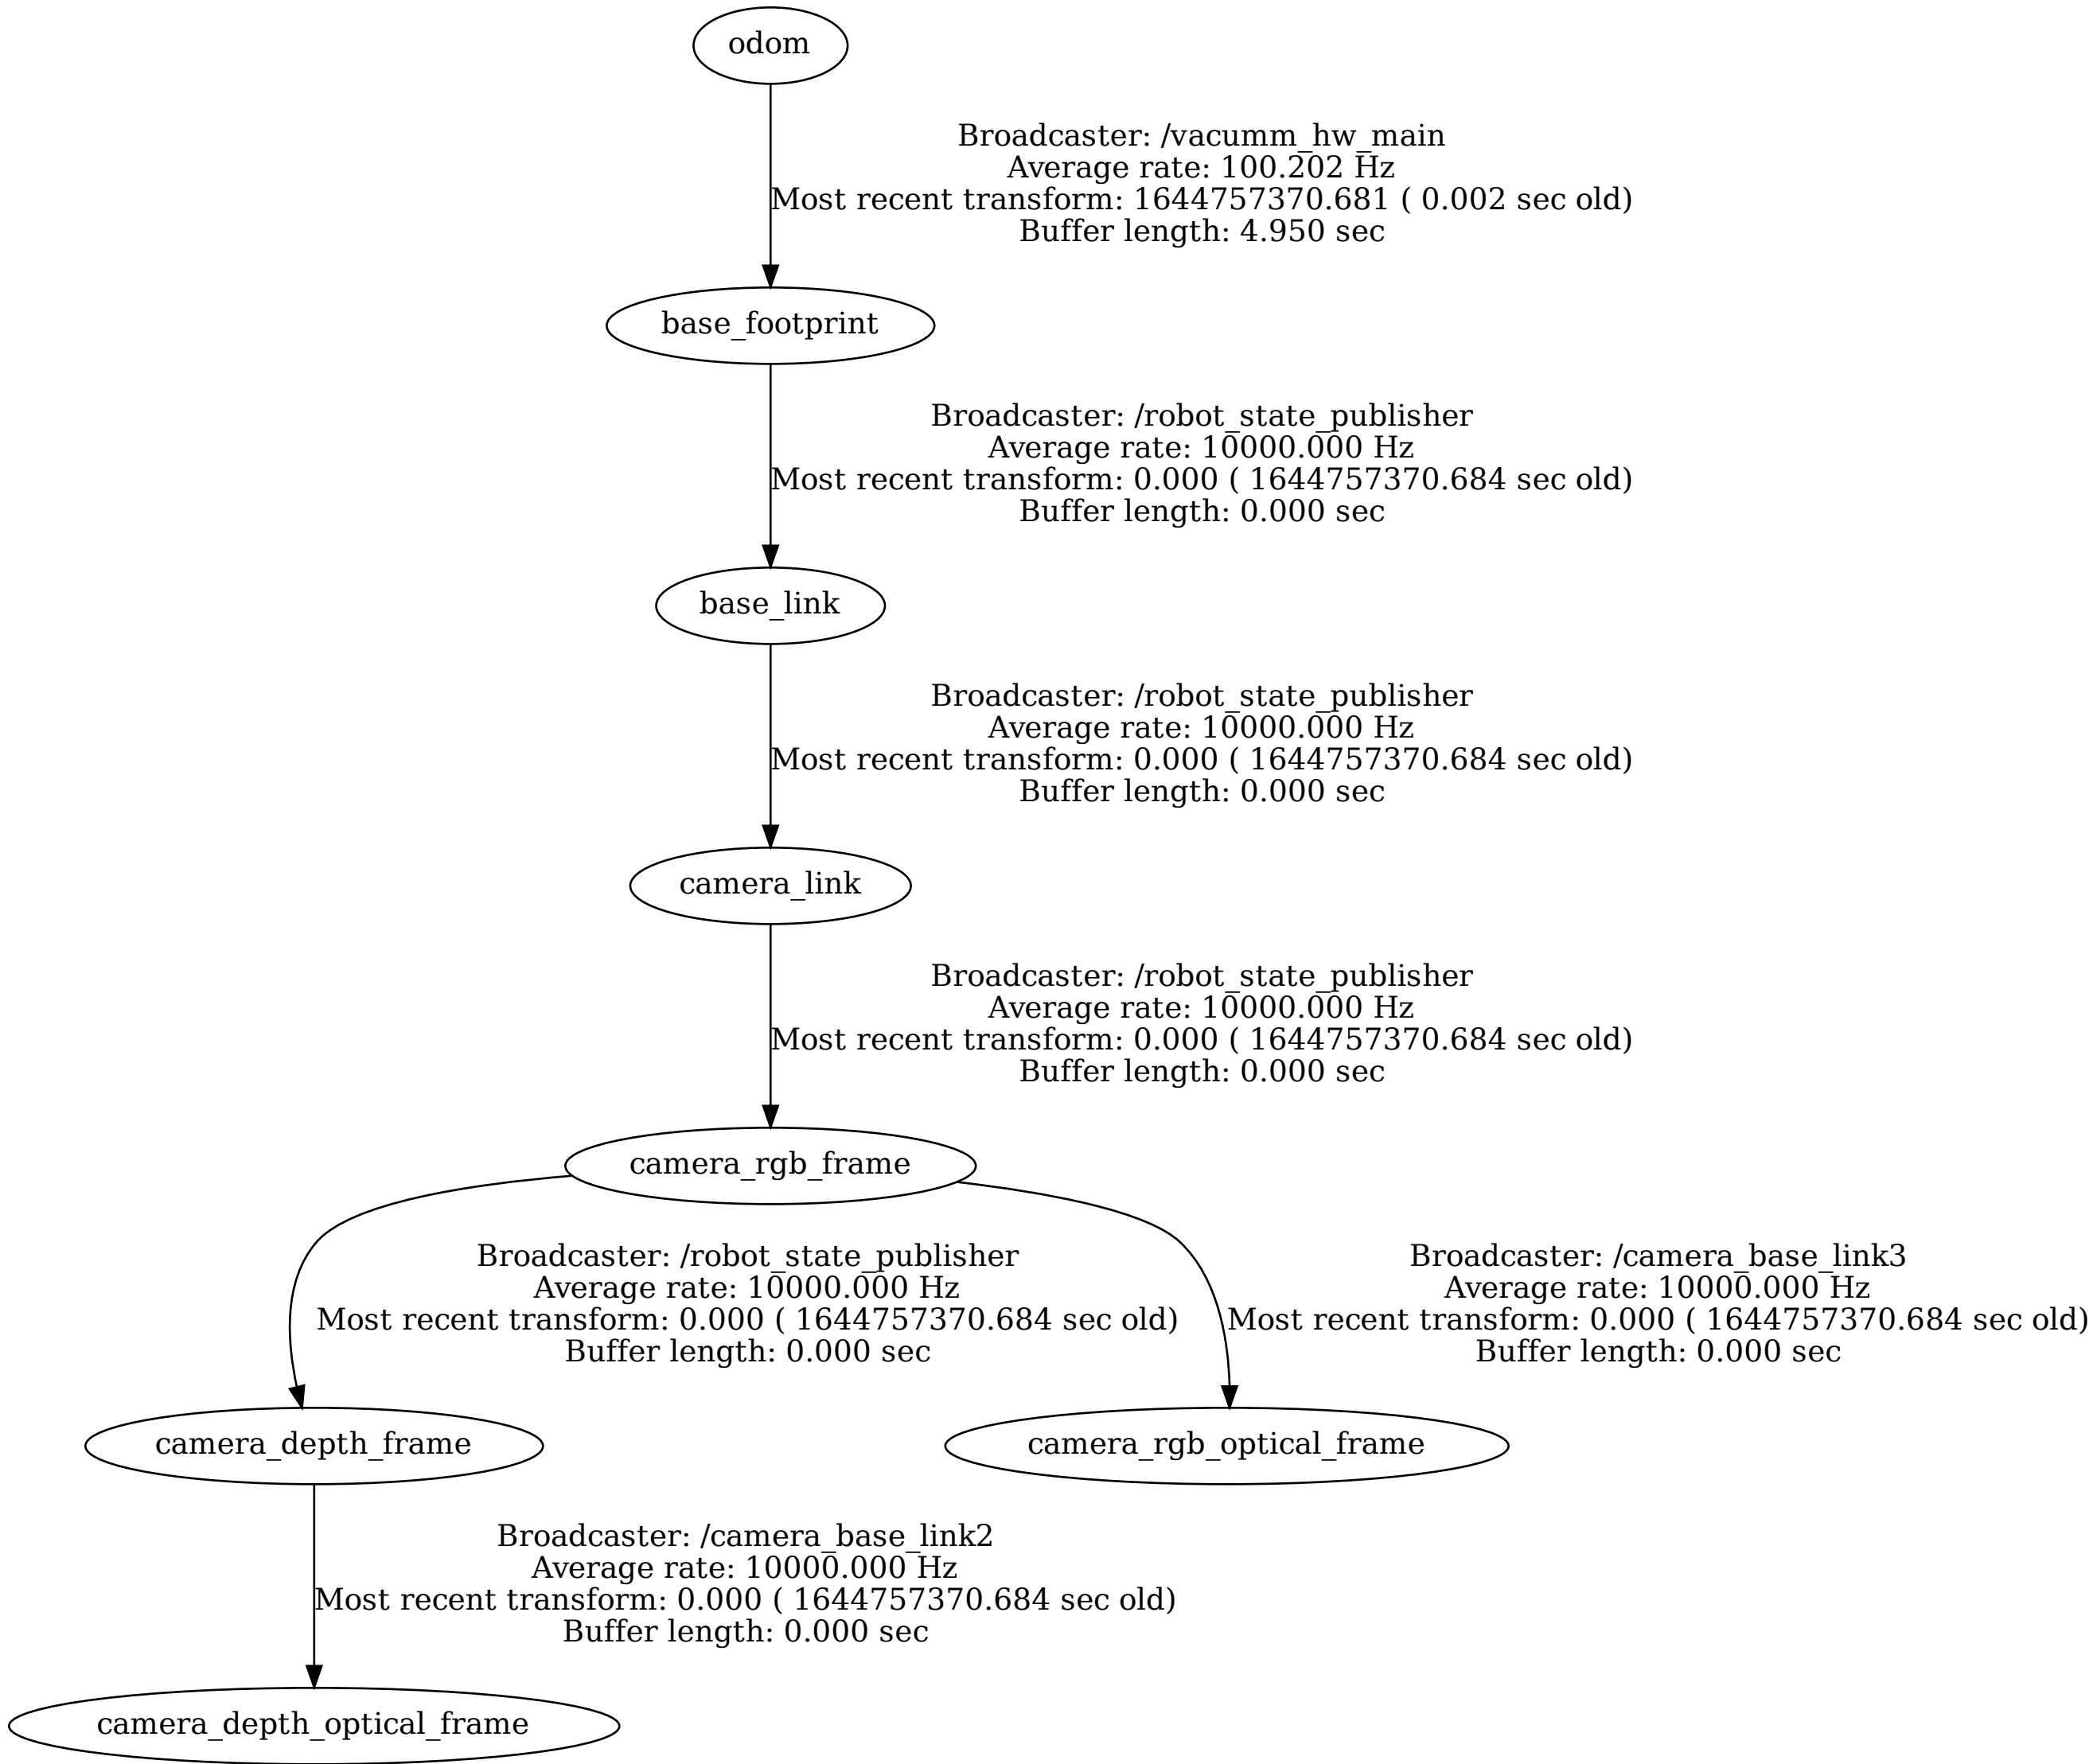 odom
Broadcaster: /vacumm_hw_main
Average rate: 100.202 Hz
Most recent transform: 1644757370.681 ( 0.002 sec old)
Buffer length: 4.950 sec
base_footprint
Broadcaster: /robot_state_publisher
Average rate: 10000.000 Hz
Most recent transform: 0.000 ( 1644757370.684 sec old)
Buffer length: 0.000 sec
base_link
Broadcaster: /robot_state_publisher
Average rate: 10000.000 Hz
Most recent transform: 0.000 ( 1644757370.684 sec old)
Buffer length: 0.000 sec
camera_link
Broadcaster: /robot_state_publisher
Average rate: 10000.000 Hz
Most recent transform: 0.000 ( 1644757370.684 sec old)
Buffer length: 0.000 sec
camera_rgb_frame
Broadcaster: /robot_state_publisher
Average rate: 10000.000 Hz
Most recent transform: 0.000 ( 1644757370.684 sec old)
Buffer length: 0.000 sec
Broadcaster: /camera_base_link3
Average rate: 10000.000 Hz
Most recent transform: 0.000 ( 1644757370.684 sec old)
Buffer length: 0.000 sec
camera_depth_frame
camera_rgb_optical_frame
Broadcaster: /camera_base_link2
Average rate: 10000.000 Hz
Most recent transform: 0.000 ( 1644757370.684 sec old)
Buffer length: 0.000 sec
camera_depth_optical_frame